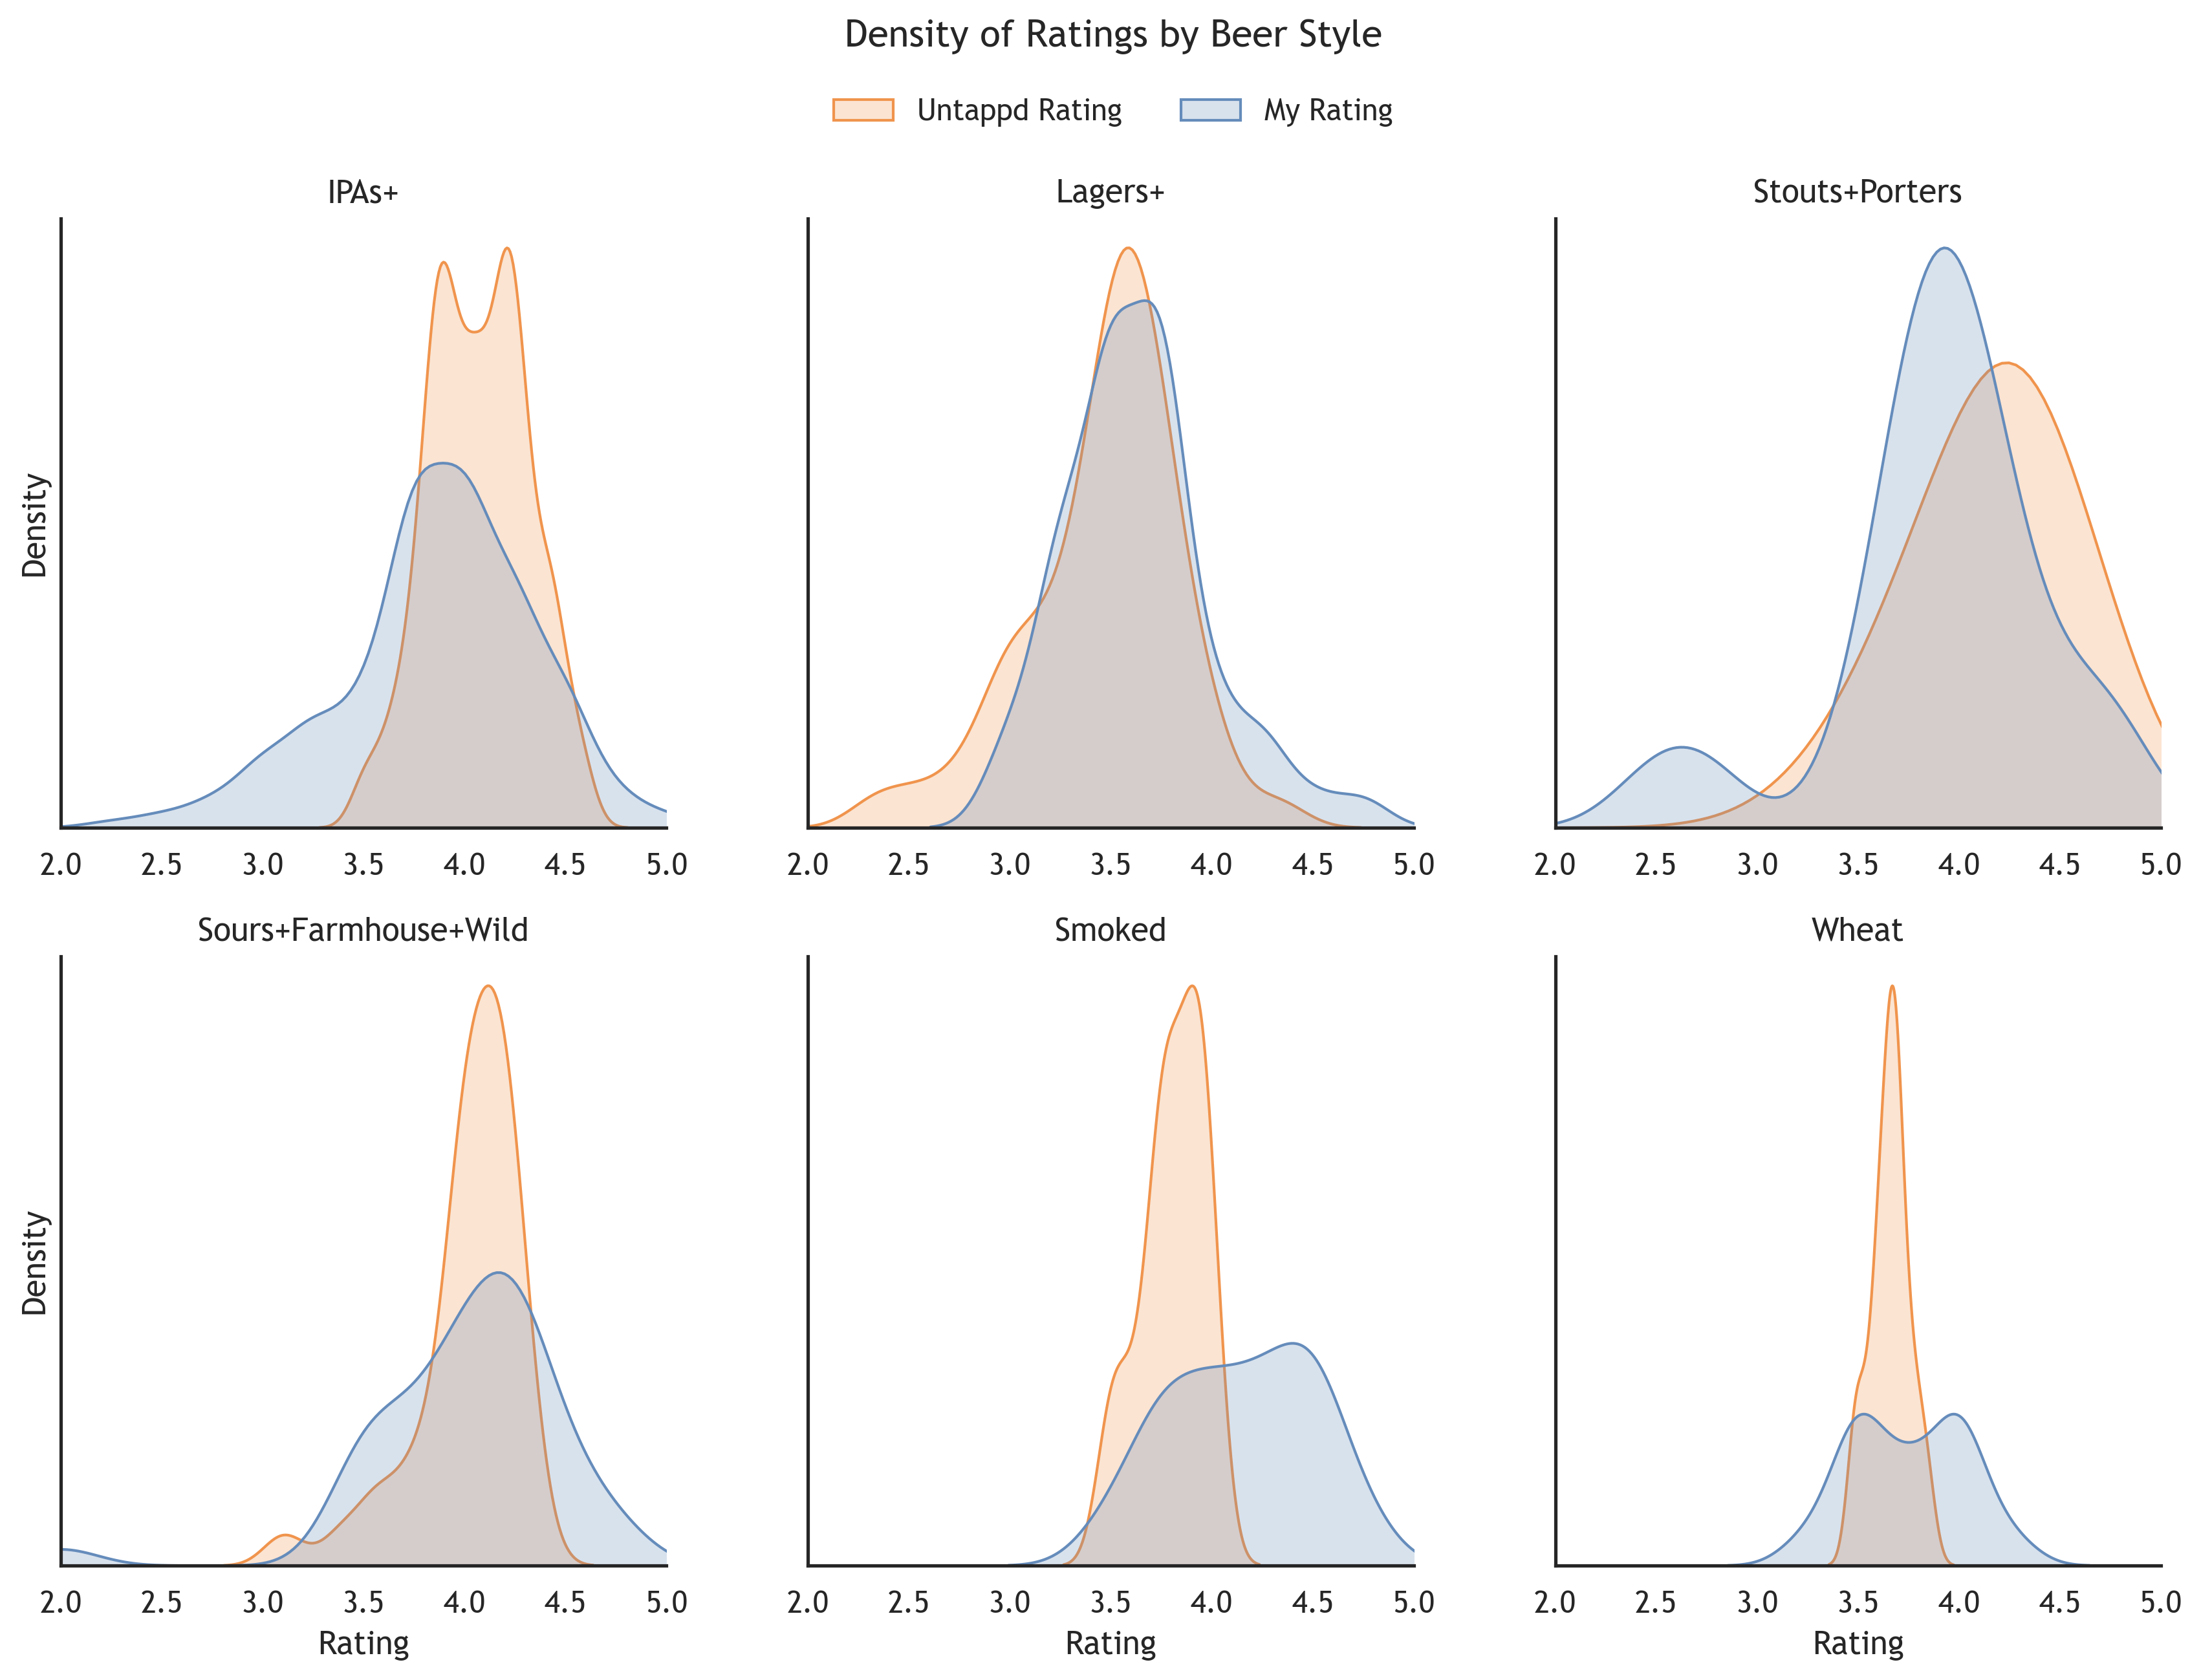 Density of Ratings by Beer Style
Untappd Rating My Rating
IPAs+ Lagers+ Stouts+Porters
Density
2.0 2.5 3.0 3.5 4.0 4.5 5.0 2.0 2.5 3.0 3.5 4.0 4.5 5.0 2.0 2.5 3.0 3.5 4.0 4.5 5.0
Sours+Farmhouse+Wild Smoked Wheat
Density
2.0 2.5 3.0 3.5 4.0 4.5 5.0 2.0 2.5 3.0 3.5 4.0 4.5 5.0 2.0 2.5 3.0 3.5 4.0 4.5 5.0
Rating Rating Rating